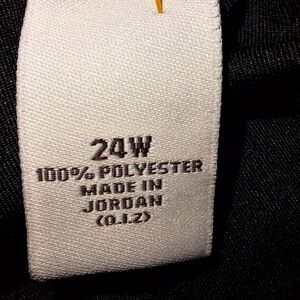 24W
100% POLYESTER
MADE IN
JORDAN
(Q.I.Z)